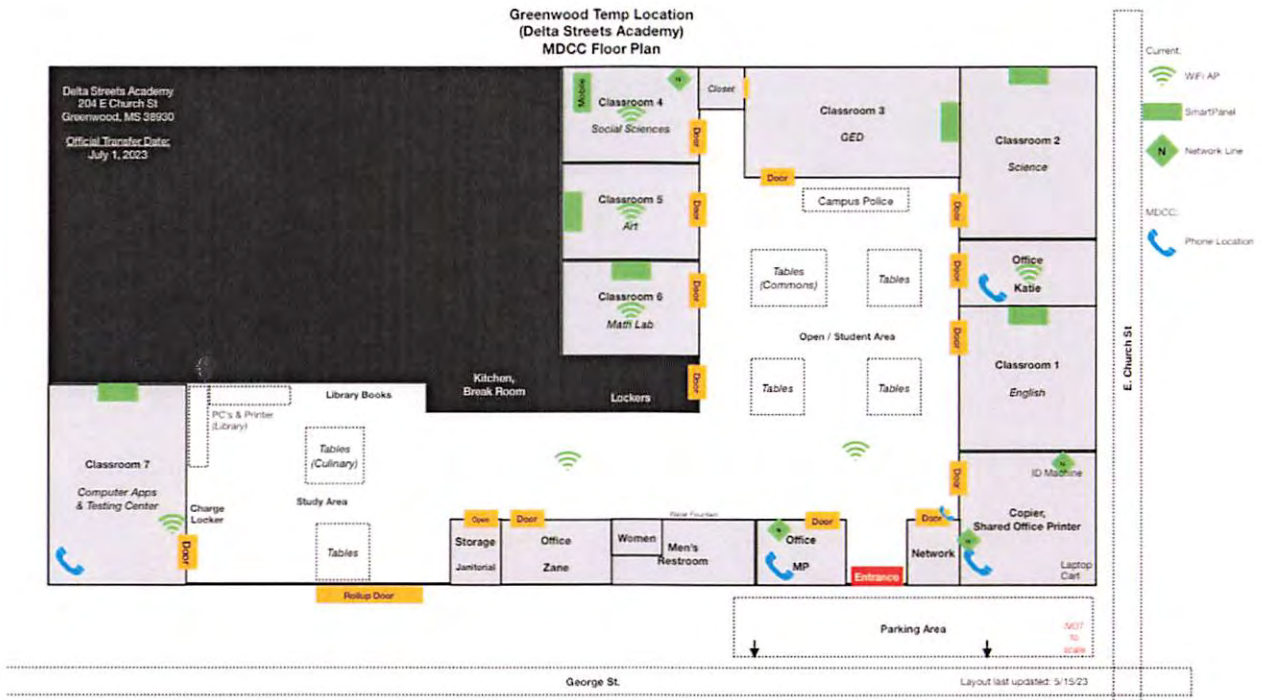 Greenwood Temp Location
(Delta Streets Academy)
MDCC Floor Plan
Delta Streets Academy
204 E Church St
Greenwood, MS 38930
Official Transfer Date:
July 1, 2023
Mobile
N
Classroom 4
Social Sciences
Door
Closet
Classroom 3
GED
Door
Classroom 2
Science
Door
Classroom 5
Art
Door
Campus Police
Classroom 6
Math Lab
Door
Tables
(Commons)
Tables
Office
Katie
Door
Open / Student Area
Door
Classroom 1
English
Tables
Tables
Kitchen,
Break Room
Lockers
Door
Library Books
PC's & Printer
(Library)
Classroom 7
Computer Apps
& Testing Center
Door
Tables
(Culinary)
Study Area
Charge
Locker
Tables
Rollup Door
Open
Storage
Janitorial
Door
Office
Zane
Women
Men's
Restroom
Water Fountain
N
Door
Office
MP
Entrance
Door
Network
N
Door
N
ID Machine
Copier,
Shared Office Printer
Laptop
Cart
Parking Area
NOT
to
scale
George St.
Layout last updated: 5/15/23
E. Church St
Current:
WiFi AP
SmartPanel
N
Network Line
MDCC:
Phone Location